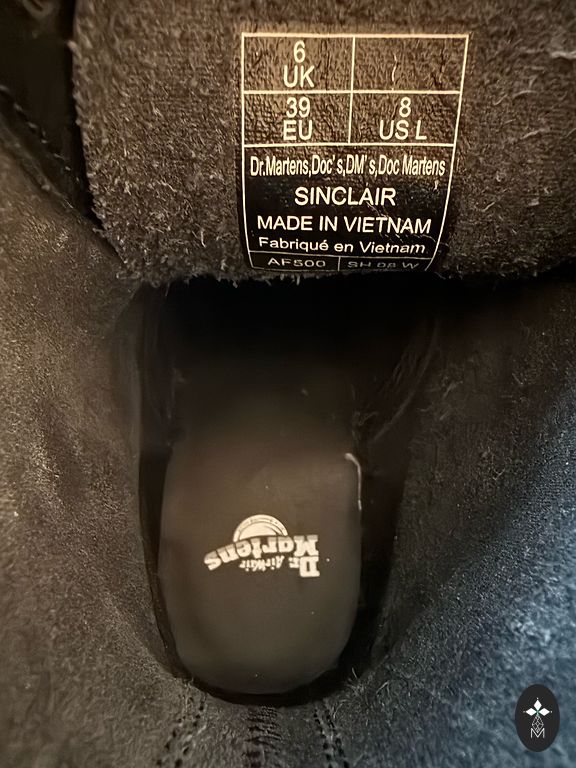 6
UK
39
EU
8
US L
Dr.Martens,Doc's,DM's,Doc Martens
SINCLAIR
MADE IN VIETNAM
Fabriqué en Vietnam
AF500
W
Dr. Martens
AirWair
M